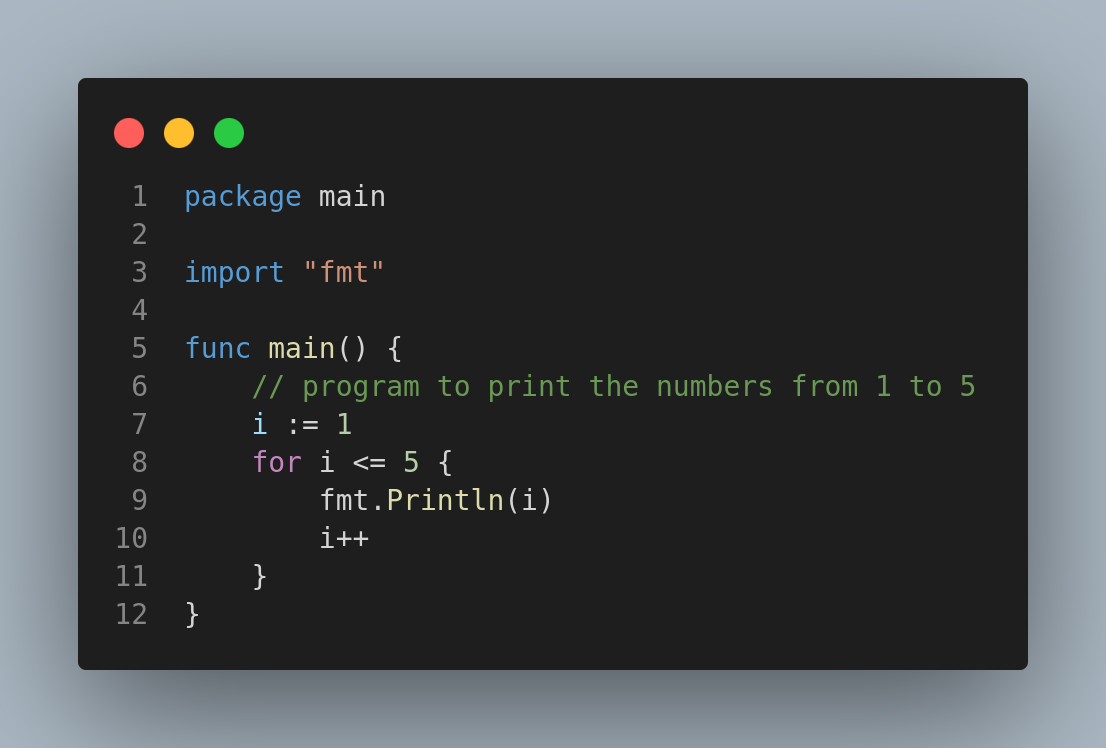 1 package main
2
3 import "fmt"
4
5 func main() {
6     // program to print the numbers from 1 to 5
7     i := 1
8     for i <= 5 {
9         fmt.Println(i)
10         i++
11     }
12 }